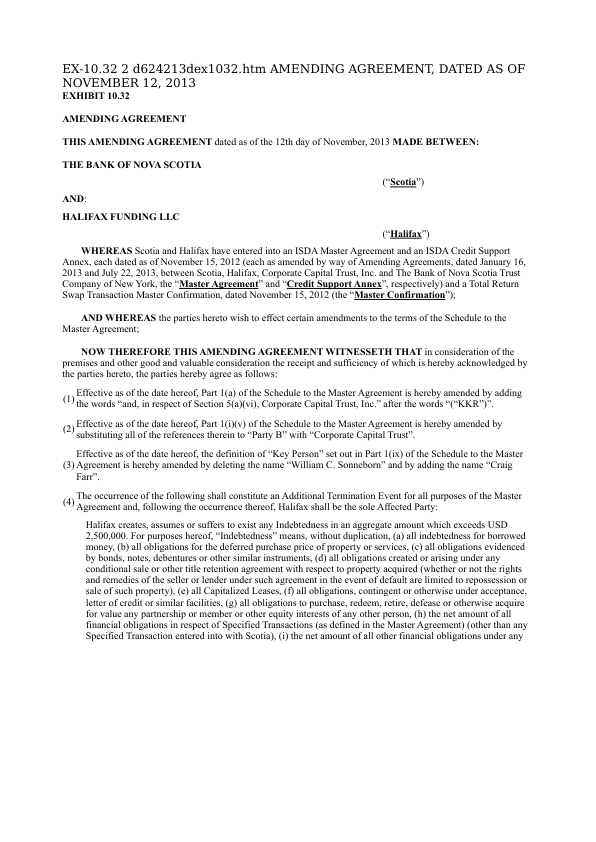 EX-10.32 2 d624213dex1032.htm AMENDING AGREEMENT, DATED AS OF
NOVEMBER 12, 2013
EXHIBIT 10.32
AMENDING AGREEMENT
THIS AMENDING AGREEMENT dated as of the 12th day of November, 2013 MADE BETWEEN:
THE BANK OF NOVA SCOTIA
(“Scotia”)
AND:
HALIFAX FUNDING LLC
(“Halifax”)
WHEREAS Scotia and Halifax have entered into an ISDA Master Agreement and an ISDA Credit Support
Annex, each dated as of November 15, 2012 (each as amended by way of Amending Agreements, dated January 16,
2013 and July 22, 2013, between Scotia, Halifax, Corporate Capital Trust, Inc. and The Bank of Nova Scotia Trust
Company of New York, the “Master Agreement” and “Credit Support Annex”, respectively) and a Total Return
Swap Transaction Master Confirmation, dated November 15, 2012 (the “Master Confirmation”);
AND WHEREAS the parties hereto wish to effect certain amendments to the terms of the Schedule to the
Master Agreement;
NOW THEREFORE THIS AMENDING AGREEMENT WITNESSETH THAT in consideration of the
premises and other good and valuable consideration the receipt and sufficiency of which is hereby acknowledged by
the parties hereto, the parties hereby agree as follows:
(1) Effective as of the date hereof, Part 1(a) of the Schedule to the Master Agreement is hereby amended by adding
the words “and, in respect of Section 5(a)(vi), Corporate Capital Trust, Inc.” after the words “(“KKR”)”.
(2) Effective as of the date hereof, Part 1(i)(v) of the Schedule to the Master Agreement is hereby amended by
substituting all of the references therein to “Party B” with “Corporate Capital Trust”.
Effective as of the date hereof, the definition of “Key Person” set out in Part 1(ix) of the Schedule to the Master
(3) Agreement is hereby amended by deleting the name “William C. Sonneborn” and by adding the name “Craig
Farr”.
(4) The occurrence of the following shall constitute an Additional Termination Event for all purposes of the Master
Agreement and, following the occurrence thereof, Halifax shall be the sole Affected Party:
Halifax creates, assumes or suffers to exist any Indebtedness in an aggregate amount which exceeds USD
2,500,000. For purposes hereof, “Indebtedness” means, without duplication, (a) all indebtedness for borrowed
money, (b) all obligations for the deferred purchase price of property or services, (c) all obligations evidenced
by bonds, notes, debentures or other similar instruments, (d) all obligations created or arising under any
conditional sale or other title retention agreement with respect to property acquired (whether or not the rights
and remedies of the seller or lender under such agreement in the event of default are limited to repossession or
sale of such property), (e) all Capitalized Leases, (f) all obligations, contingent or otherwise under acceptance,
letter of credit or similar facilities, (g) all obligations to purchase, redeem, retire, defease or otherwise acquire
for value any partnership or member or other equity interests of any other person, (h) the net amount of all
financial obligations in respect of Specified Transactions (as defined in the Master Agreement) (other than any
Specified Transaction entered into with Scotia), (i) the net amount of all other financial obligations under any